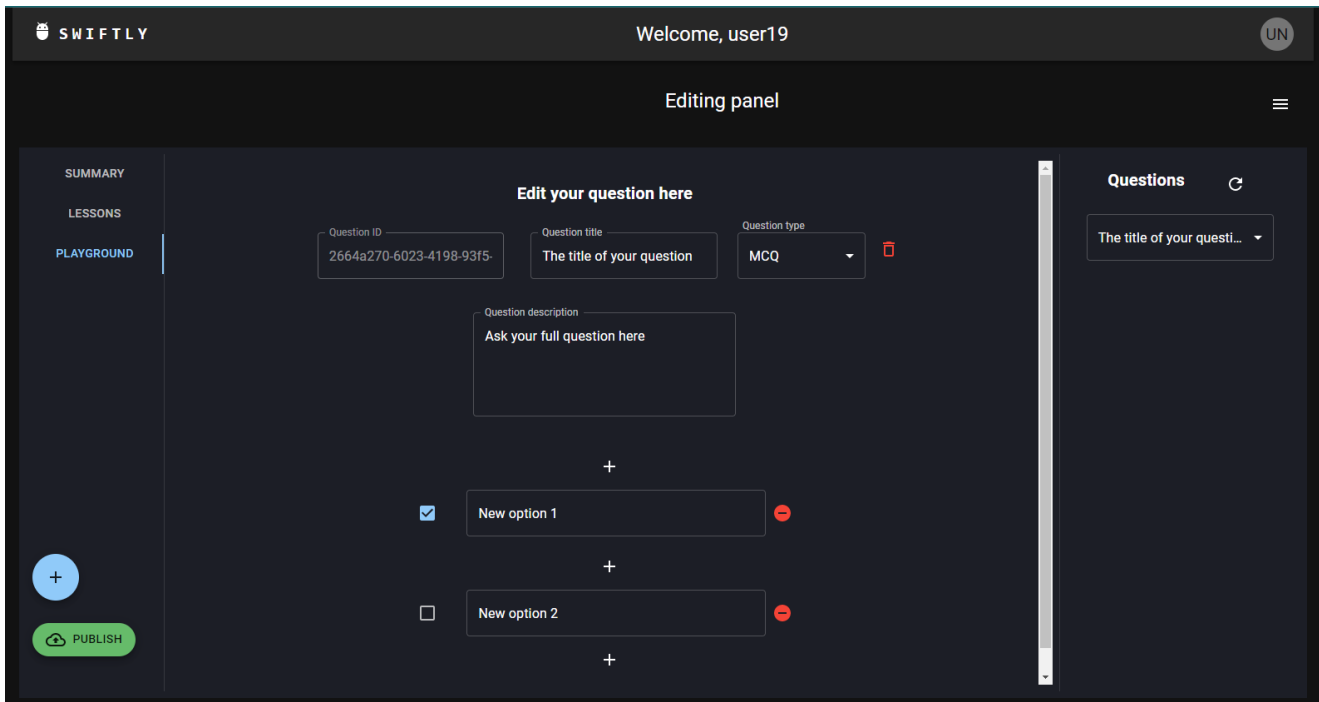 SWIFTLY
Welcome, user19
UN
Editing panel
SUMMARY
LESSONS
PLAYGROUND
PUBLISH
Edit your question here
Question ID
2664a270-6023-4198-93f5-
Question title
The title of your question
Question type
MCQ
Question description
Ask your full question here
New option 1
New option 2
Questions
The title of your questi...